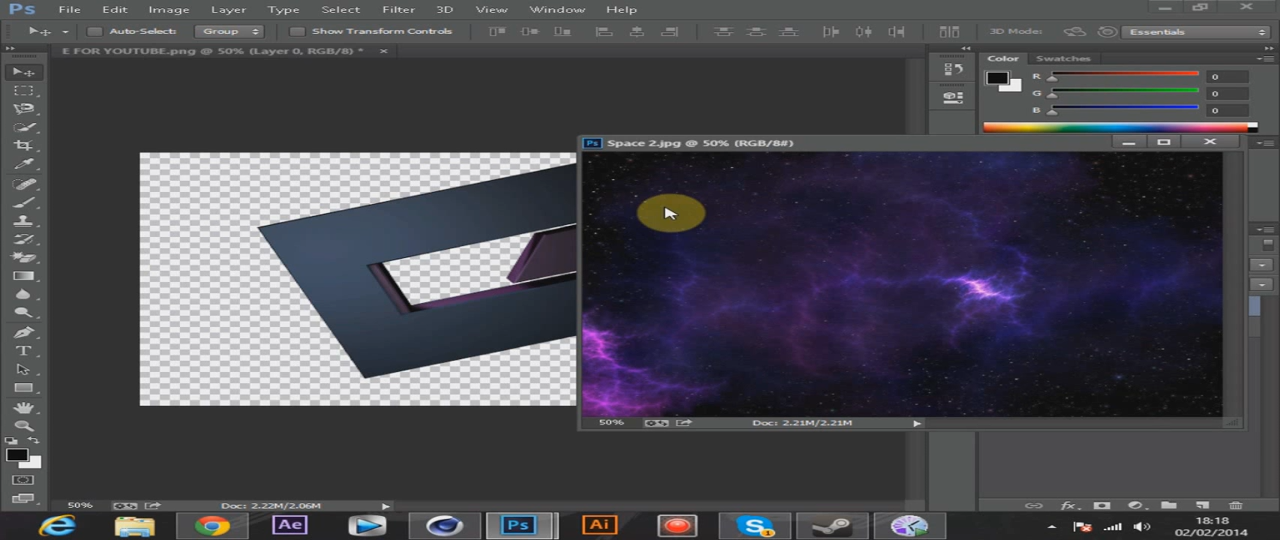 Ps File Edit Image Layer Type Select Filter 3D View Window Help
Auto-Select: Group Show Transform Controls 3D Mode: Essentials
E FOR YOUTUBE.png @ 50% (Layer 0, RGB/8) * ×
Color Swatches
R 0
G 0
B 0
Ps Space 2.jpg @ 50% (RGB/8#)
50% Doc: 2.21M/2.21M
50% Doc: 2.22M/2.06M
fx
Ae Ps Ai S 1
18:18
02/02/2014